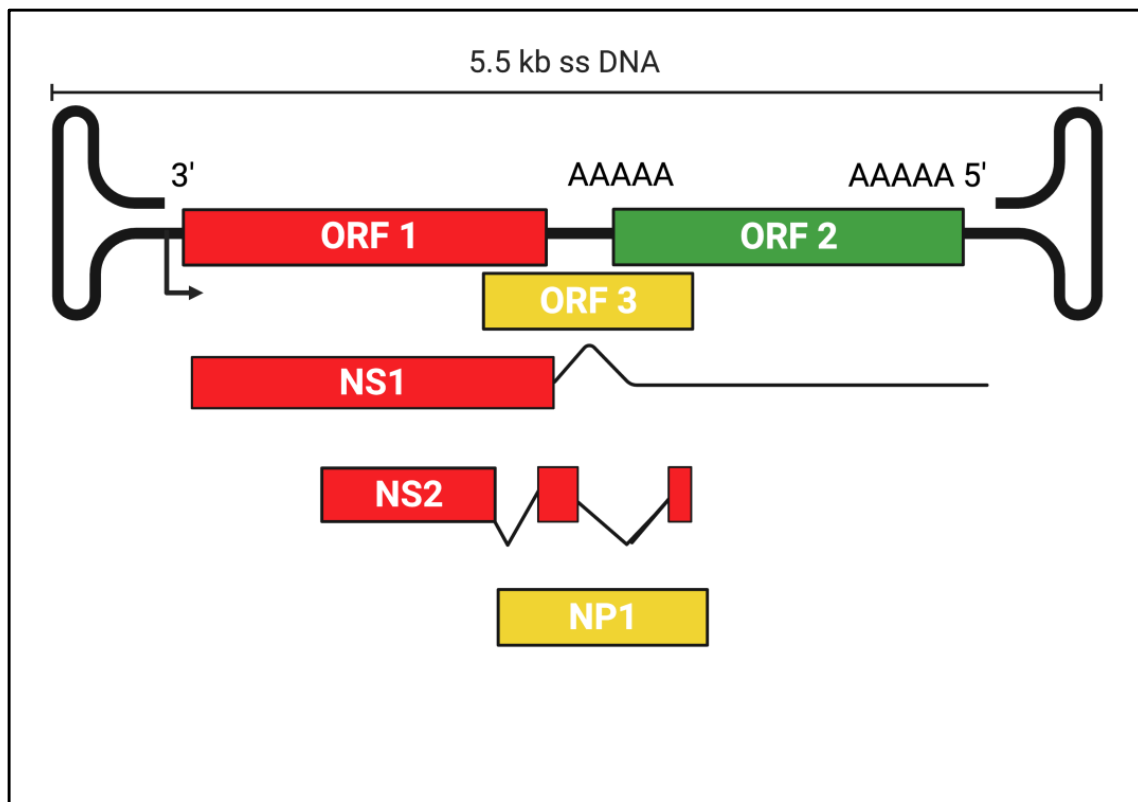 5.5 kb ss DNA
3' AAAAA AAAAA 5'
ORF 1 ORF 2
ORF 3
NS1
NS2
NP1